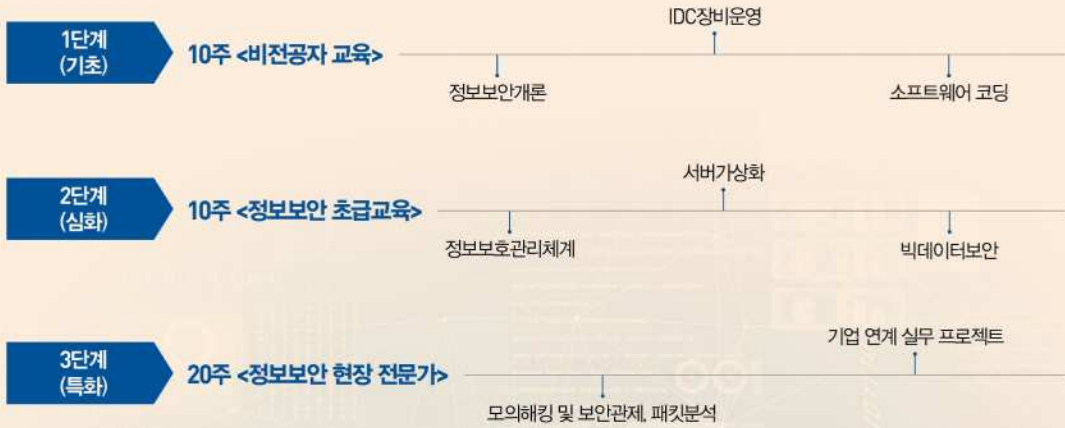 1단계
(기초)
10주 <비전공자 교육>
IDC장비운영
정보보안개론
소프트웨어 코딩
2단계
(심화)
10주 <정보보안 초급교육>
서버가상화
정보보호관리체계
빅데이터보안
3단계
(특화)
20주 <정보보안 현장 전문가>
기업 연계 실무 프로젝트
모의해킹 및 보안관제, 패킷분석